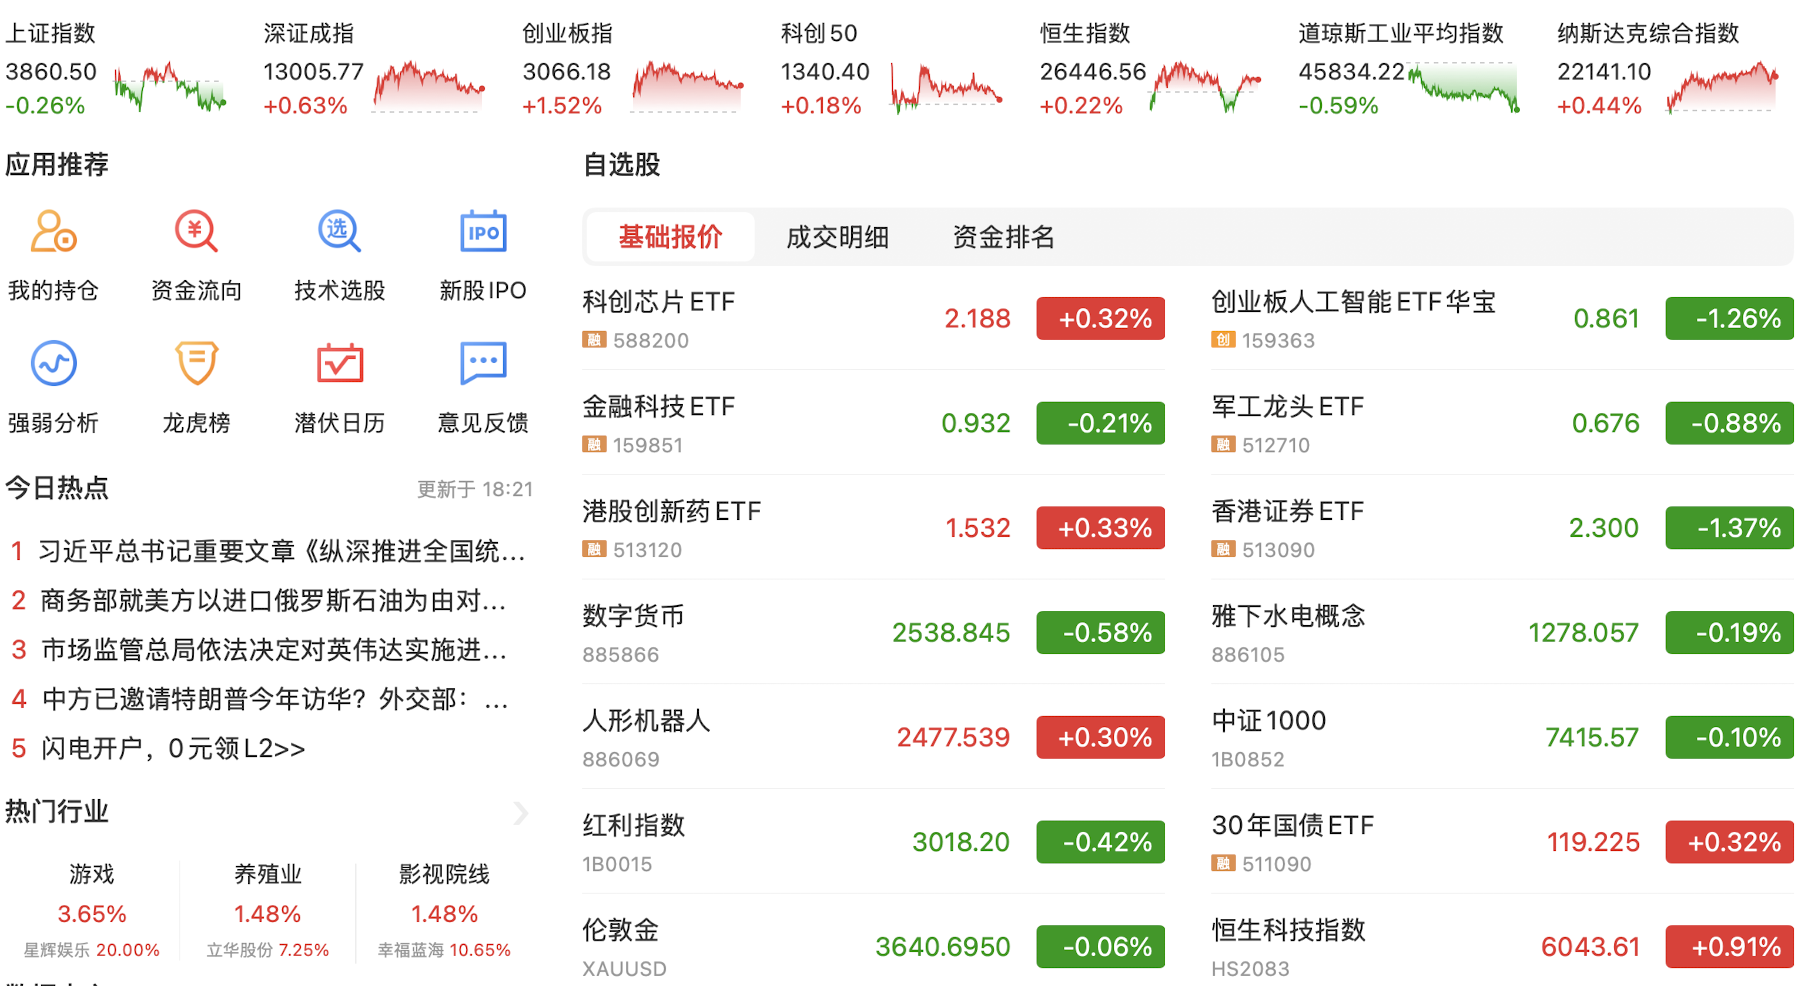 上证指数
3860.50
-0.26%
深证成指
13005.77
+0.63%
创业板指
3066.18
+1.52%
科创50
1340.40
+0.18%
恒生指数
26446.56
+0.22%
道琼斯工业平均指数
45834.22
-0.59%
纳斯达克综合指数
22141.10
+0.44%
应用推荐
我的持仓
资金流向
选
技术选股
IPO
新股IPO
强弱分析
龙虎榜
潜伏日历
意见反馈
今日热点
更新于 18:21
1 习近平总书记重要文章《纵深推进全国统...
2 商务部就美方以进口俄罗斯石油为由对...
3 市场监管总局依法决定对英伟达实施进...
4 中方已邀请特朗普今年访华？外交部：...
5 闪电开户，0元领L2>>
热门行业
游戏
3.65%
星辉娱乐 20.00%
养殖业
1.48%
立华股份 7.25%
影视院线
1.48%
幸福蓝海 10.65%
自选股
基础报价 成交明细 资金排名
科创芯片ETF
融 588200
2.188 +0.32%
创业板人工智能ETF华宝
创 159363
0.861 -1.26%
金融科技ETF
融 159851
0.932 -0.21%
军工龙头ETF
融 512710
0.676 -0.88%
港股创新药ETF
融 513120
1.532 +0.33%
香港证券ETF
融 513090
2.300 -1.37%
数字货币
885866
2538.845 -0.58%
雅下水电概念
886105
1278.057 -0.19%
人形机器人
886069
2477.539 +0.30%
中证1000
1B0852
7415.57 -0.10%
红利指数
1B0015
3018.20 -0.42%
30年国债ETF
融 511090
119.225 +0.32%
伦敦金
XAUUSD
3640.6950 -0.06%
恒生科技指数
HS2083
6043.61 +0.91%